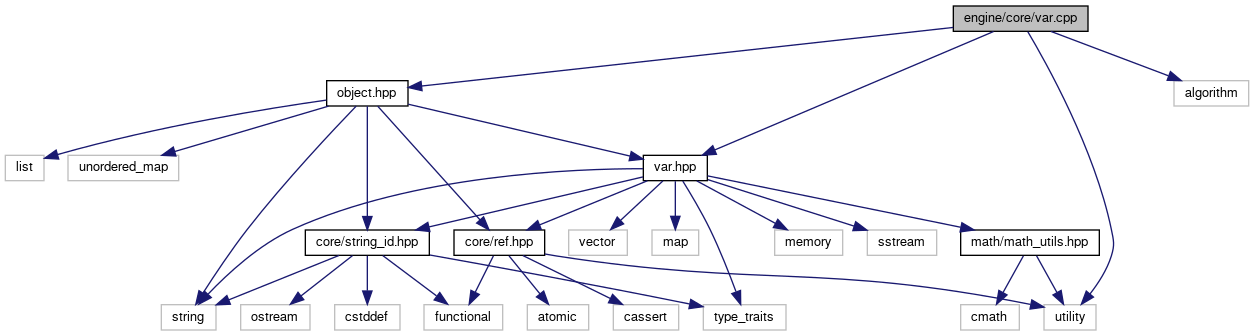 engine/core/var.cpp
object.hpp
algorithm
list
unordered_map
var.hpp
core/string_id.hpp
core/ref.hpp
vector
map
memory
sstream
math/math_utils.hpp
string
ostream
cstddef
functional
atomic
cassert
type_traits
cmath
utility